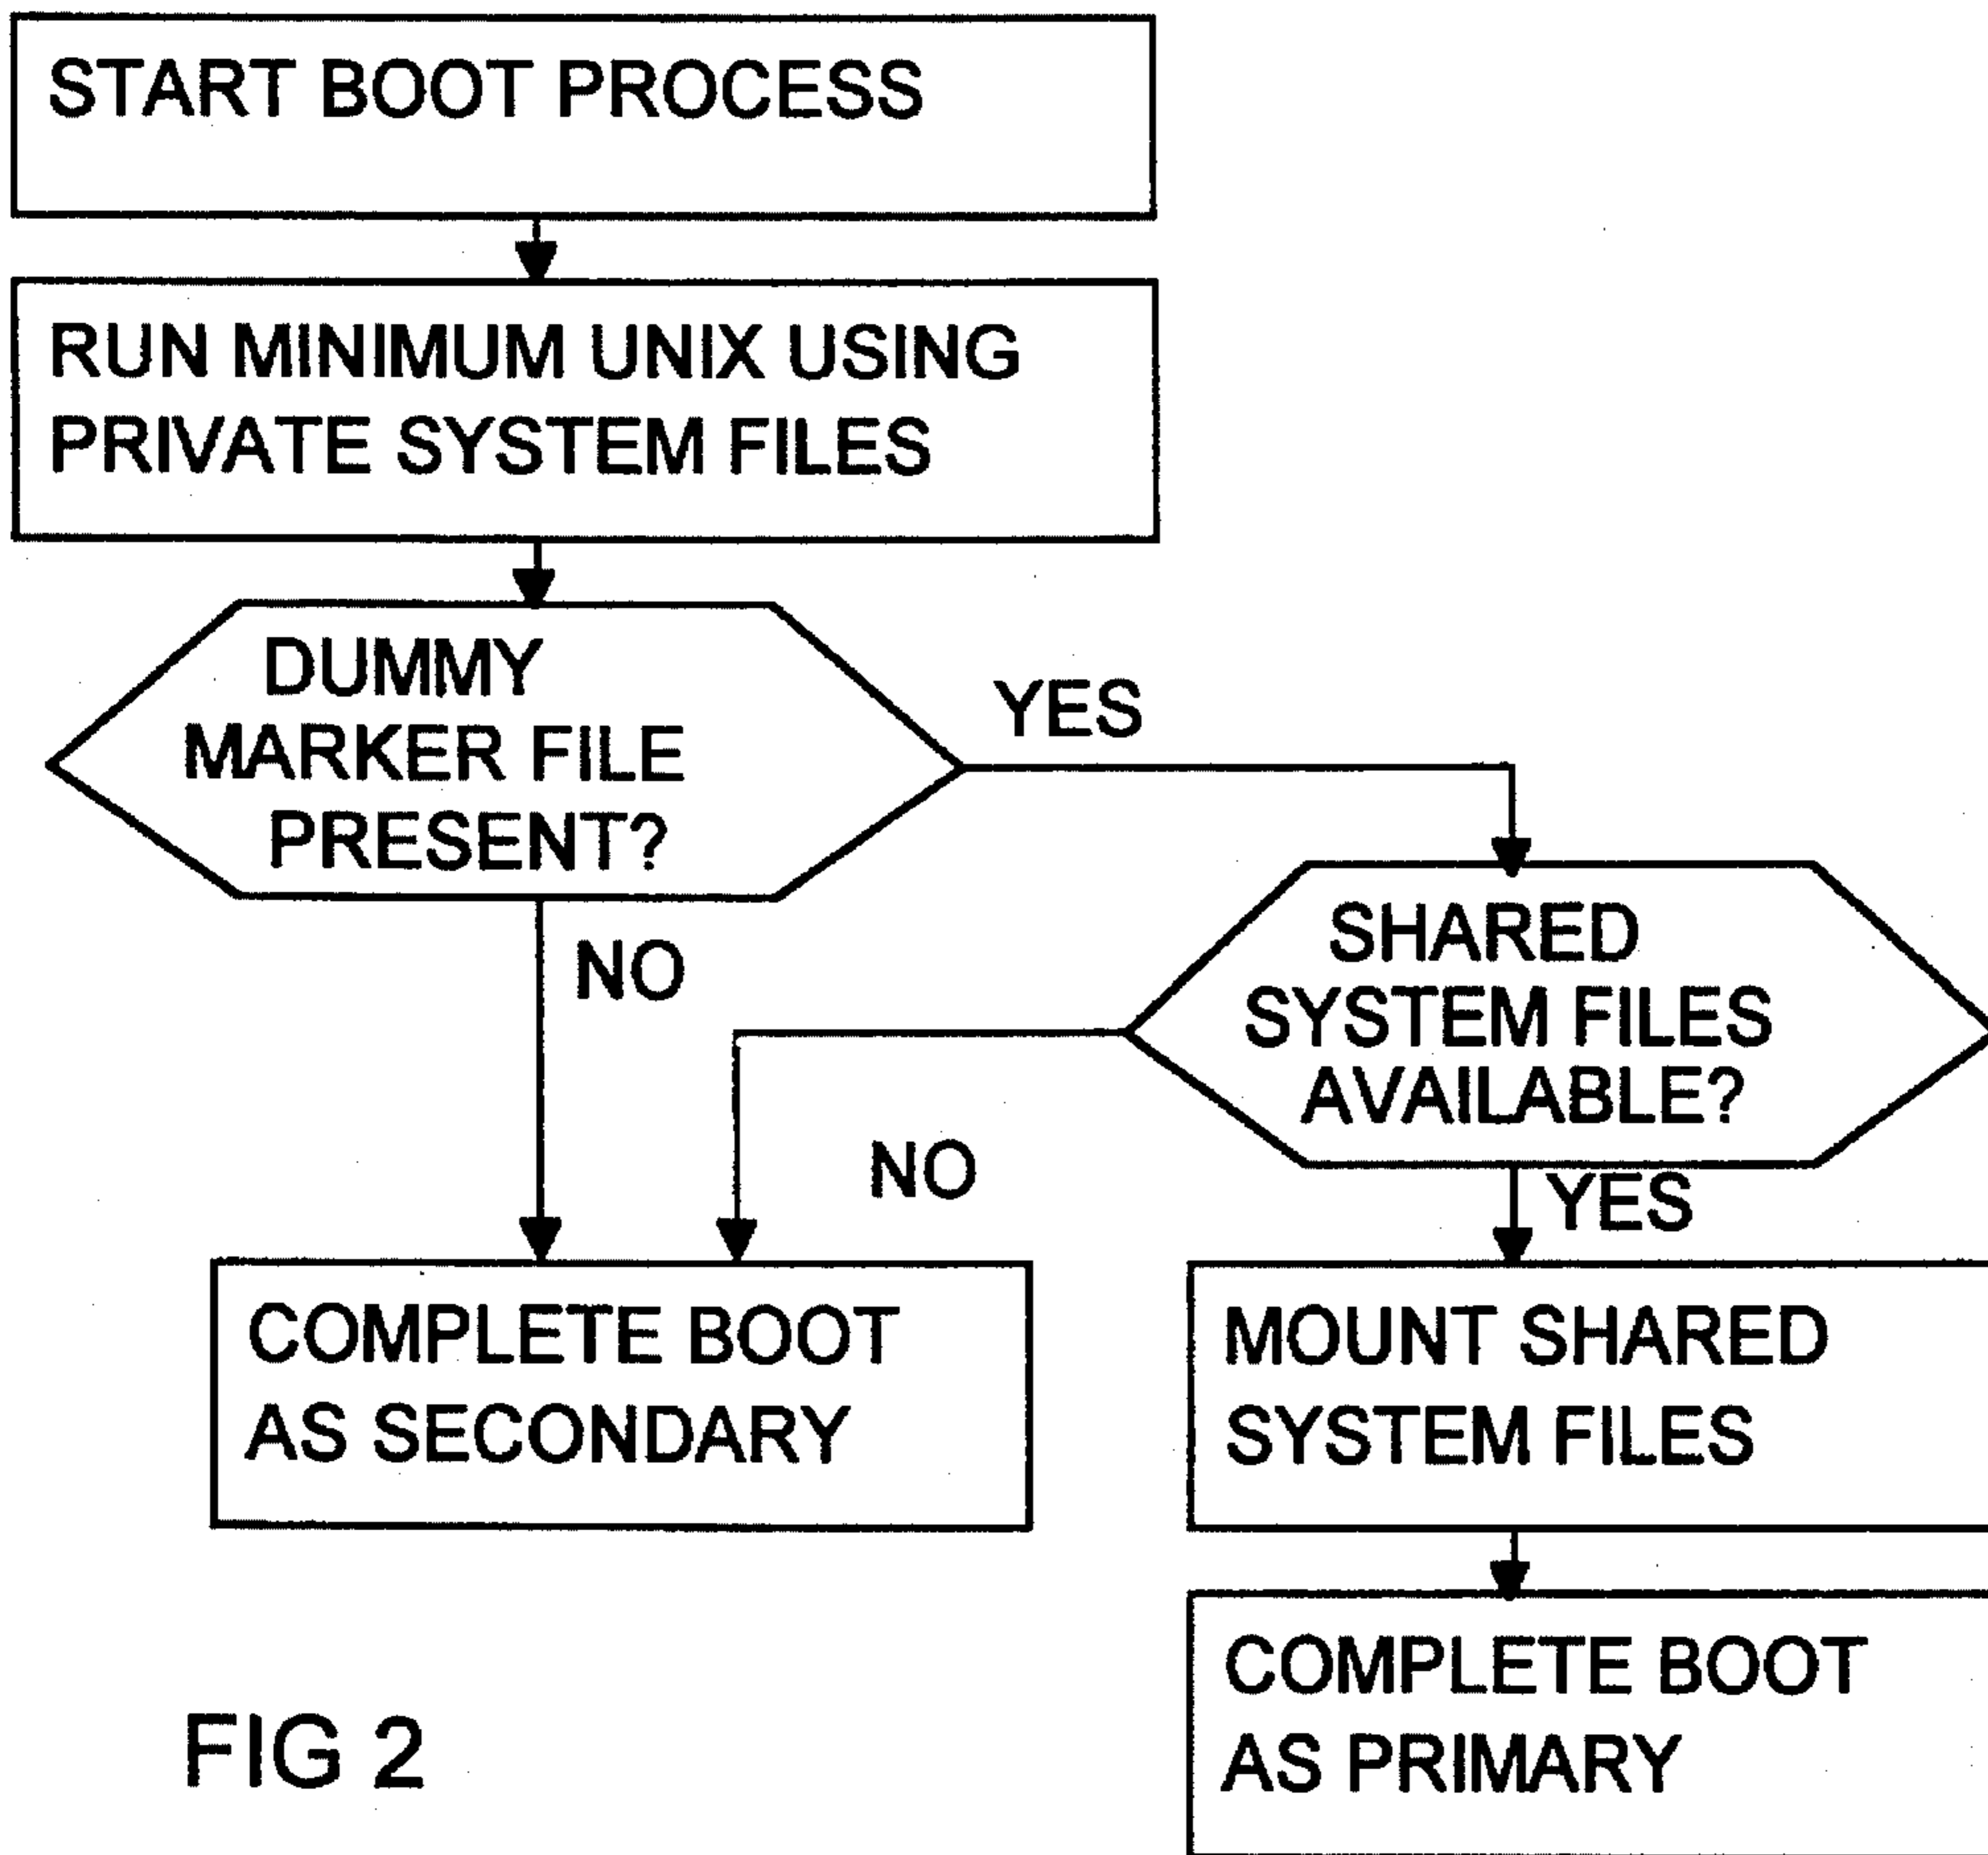 START BOOT PROCESS
RUN MINIMUM UNIX USING
PRIVATE SYSTEM FILES
DUMMY
MARKER FILE
PRESENT?
YES
NO
SHARED
SYSTEM FILES
AVAILABLE?
NO
YES
COMPLETE BOOT
AS SECONDARY
MOUNT SHARED
SYSTEM FILES
COMPLETE BOOT
AS PRIMARY
FIG 2